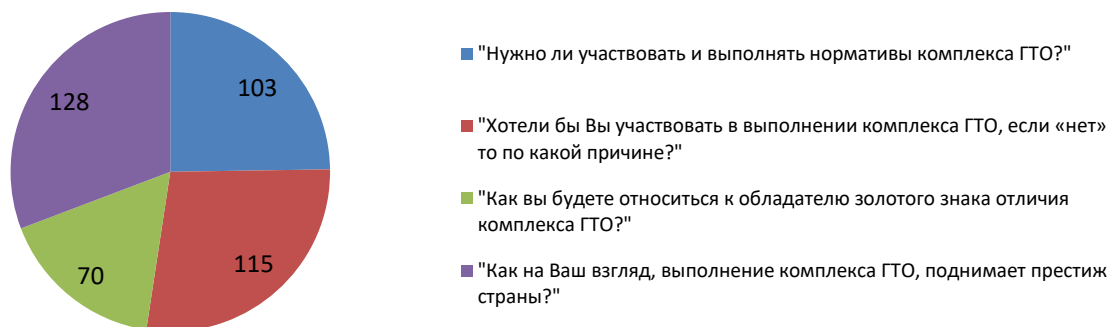 103
128
115
70
"Нужно ли участвовать и выполнять нормативы комплекса ГТО?"
"Хотели бы Вы участвовать в выполнении комплекса ГТО, если «нет»
то по какой причине?"
"Как вы будете относиться к обладателю золотого знака отличия
комплекса ГТО?"
"Как на Ваш взгляд, выполнение комплекса ГТО, поднимает престиж
страны?"